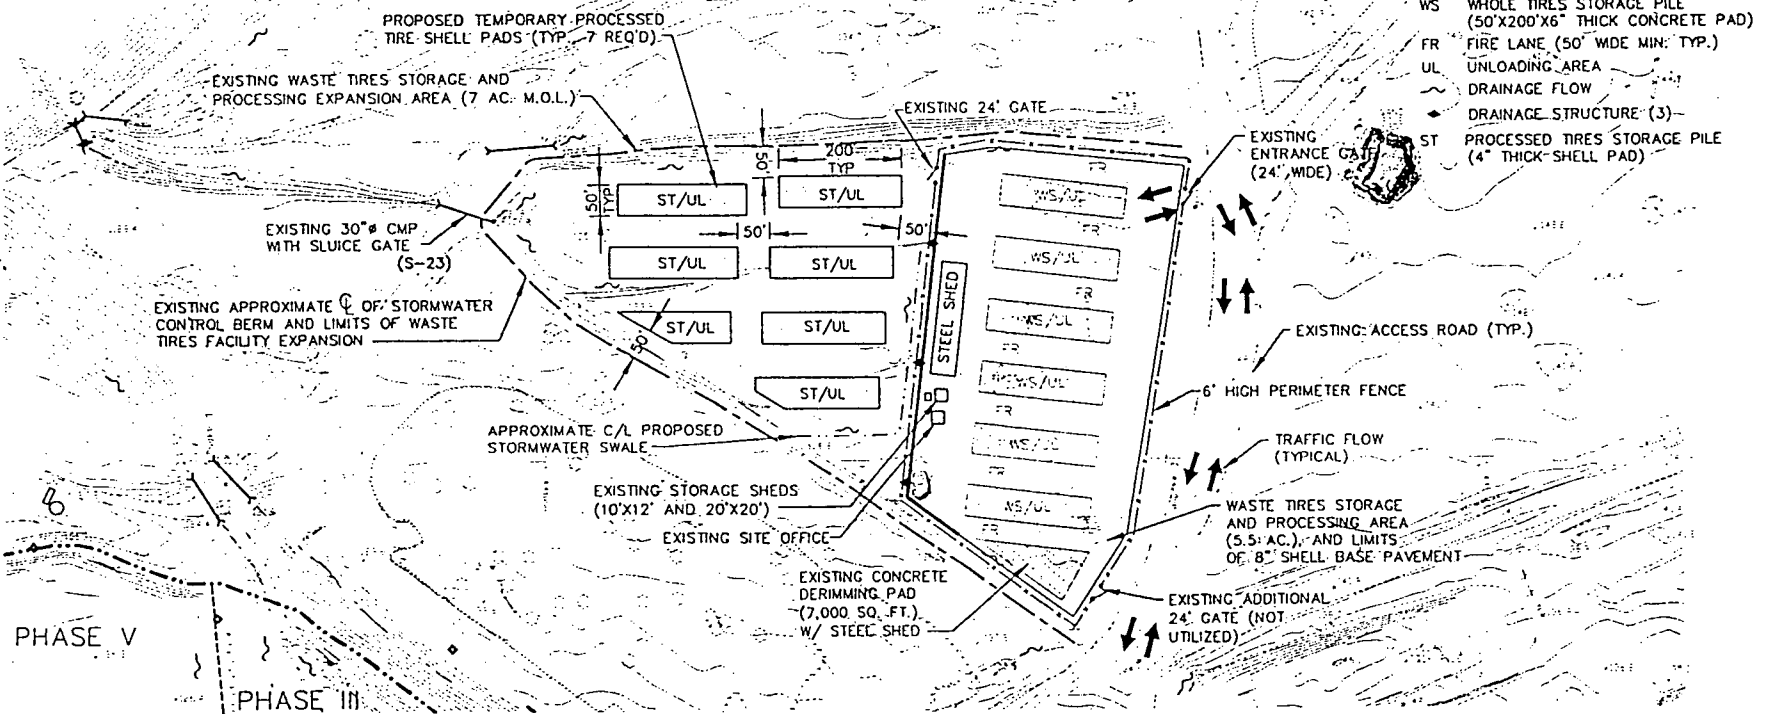 PROPOSED TEMPORARY PROCESSED
TIRE SHELL PADS (TYP. 7 REQ'D)
EXISTING WASTE TIRES STORAGE AND
PROCESSING EXPANSION AREA (7 AC. M.O.L.)
WS WHOLE TIRES STORAGE PILE
(50'X200'X6" THICK CONCRETE PAD)
FR FIRE LANE (50' WIDE MIN. TYP.)
UL UNLOADING AREA
DRAINAGE FLOW
DRAINAGE STRUCTURE (3)
ST PROCESSED TIRES STORAGE PILE
(4" THICK SHELL PAD)
EXISTING 24' GATE
EXISTING
ENTRANCE GATE
(24' WIDE)
50'
200
TYP
50'
TYP
ST/UL
ST/UL
50'
50'
ST/UL
ST/UL
ST/UL
ST/UL
50'
ST/UL
EXISTING 30"ø CMP
WITH SLUICE GATE
(S-23)
EXISTING APPROXIMATE ℄ OF STORMWATER
CONTROL BERM AND LIMITS OF WASTE
TIRES FACILITY EXPANSION
STEEL SHED
FR
WS/UL
FR
WS/UL
FR
WS/UL
FR
WS/UL
FR
WS/UL
FR
WS/UL
FR
EXISTING ACCESS ROAD (TYP.)
6' HIGH PERIMETER FENCE
TRAFFIC FLOW
(TYPICAL)
APPROXIMATE C/L PROPOSED
STORMWATER SWALE
EXISTING STORAGE SHEDS
(10'X12' AND 20'X20')
EXISTING SITE OFFICE
WASTE TIRES STORAGE
AND PROCESSING AREA
(5.5 AC.), AND LIMITS
OF 8" SHELL BASE PAVEMENT
EXISTING CONCRETE
DERIMMING PAD
(7,000 SQ. FT.)
W/ STEEL SHED
EXISTING ADDITIONAL
24' GATE (NOT
UTILIZED)
8
PHASE V
PHASE III